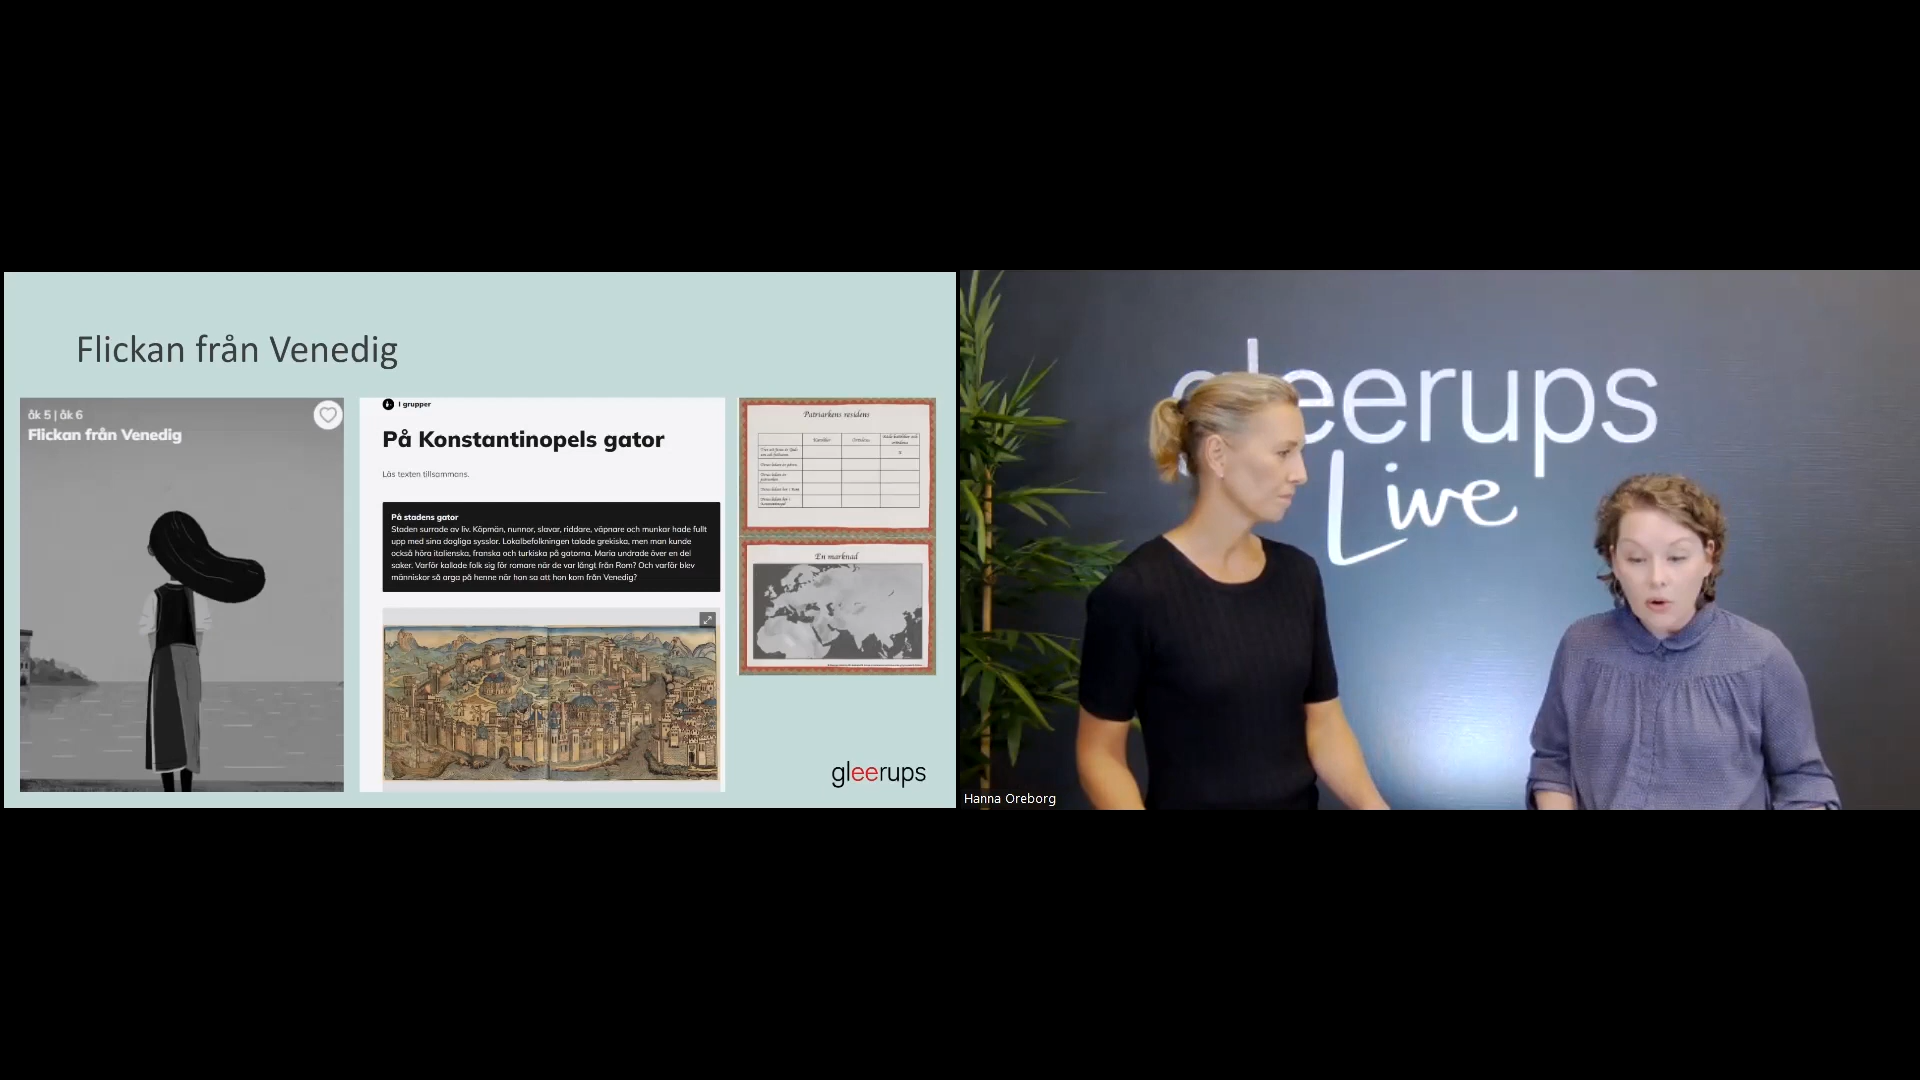 Flickan från Venedig
åk 5 | åk 6
Flickan från Venedig
I grupper
På Konstantinopels gator
Läs texten tillsammans.
På stadens gator
Staden surrade av liv. Köpmän, nunnor, slavar, riddare, väpnare och munkar hade fullt
upp med sina dagliga sysslor. Lokalbefolkningen talade grekiska, men man kunde
också höra italienska, franska och turkiska på gatorna. Maria undrade över en del
saker. Varför kallade folk sig för romare när de var långt från Rom? Och varför blev
människor så arga på henne när hon sa att hon kom från Venedig?
Patriarkens residens
Katoliker
Ortodoxa
x
En marknad
gleerups
gleerups
Live
Hanna Oreborg